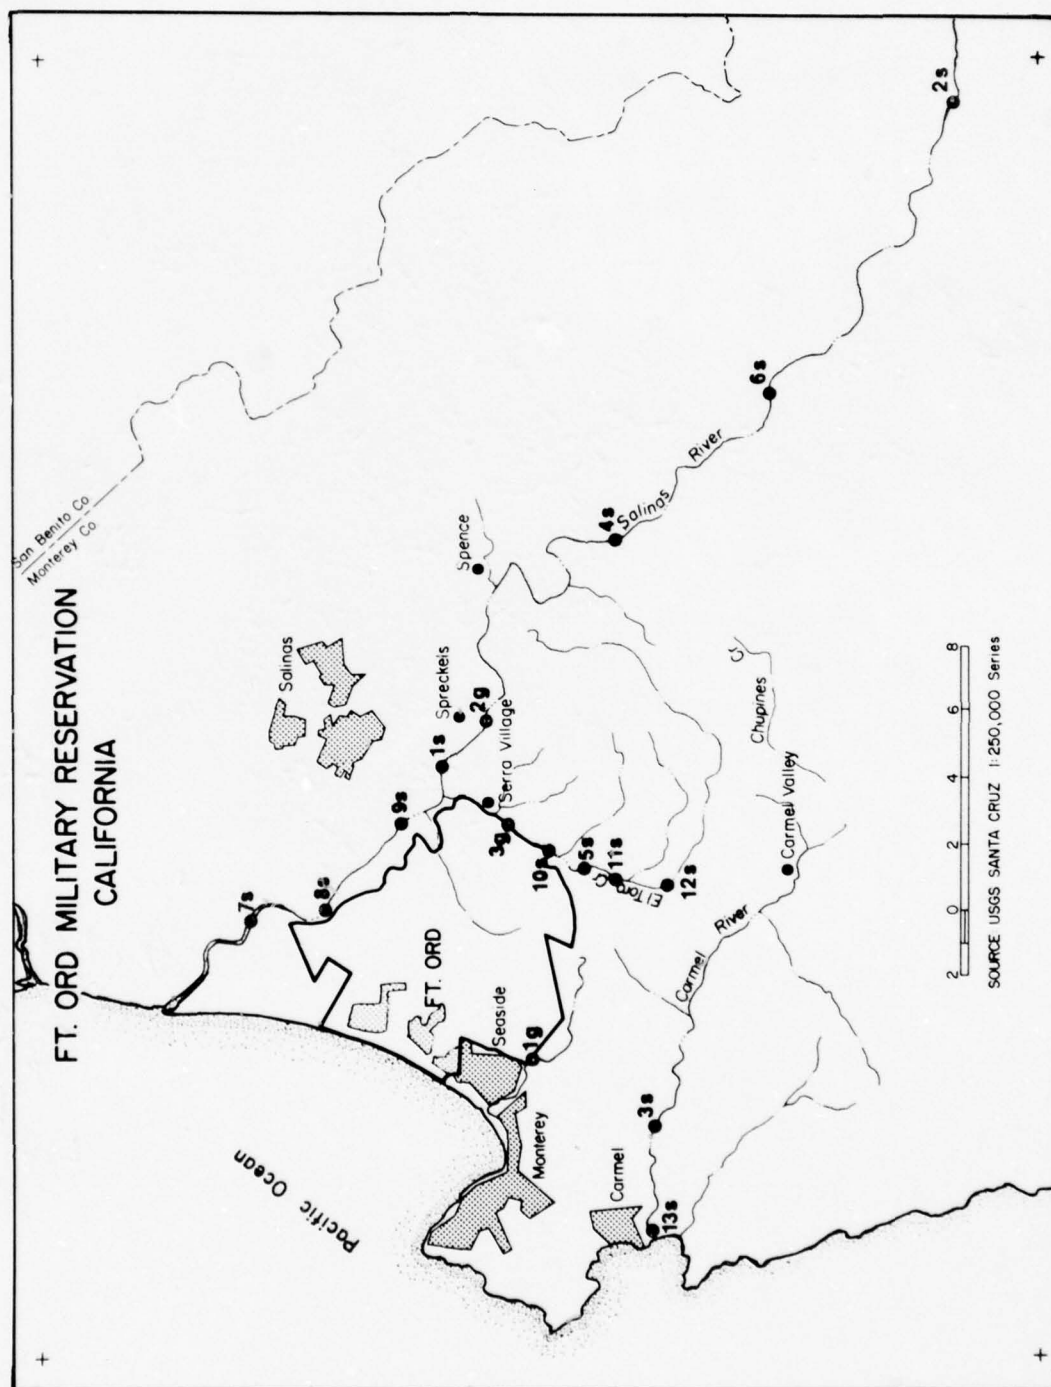 FT. ORD MILITARY RESERVATION
CALIFORNIA
San Benito Co
Monterey Co
Pacific Ocean
Salinas
Spreckels
Spence
Serra Village
FT. ORD
Seaside
Monterey
Carmel
Carmel Valley
Salinas
River
Carmel
River
El Toro
Cr
Chupines
Cr
7s
8s
9s
1s
2g
3g
10s
5s
11s
12s
1g
3s
13s
4s
6s
2s
2
0
2
4
6
8
SOURCE USGS SANTA CRUZ 1:250,000 Series